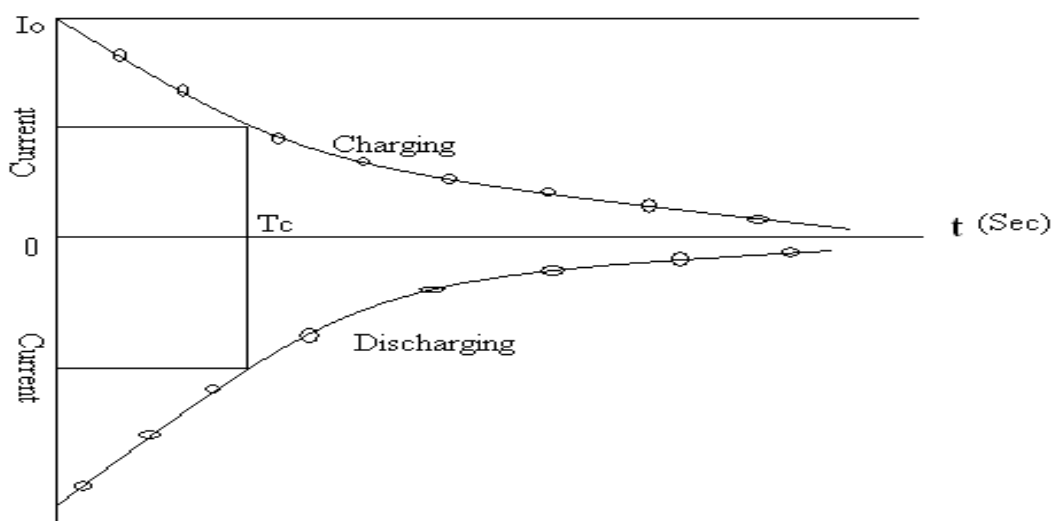 Io
Current
Charging
Tc
0
t (Sec)
Current
Discharging